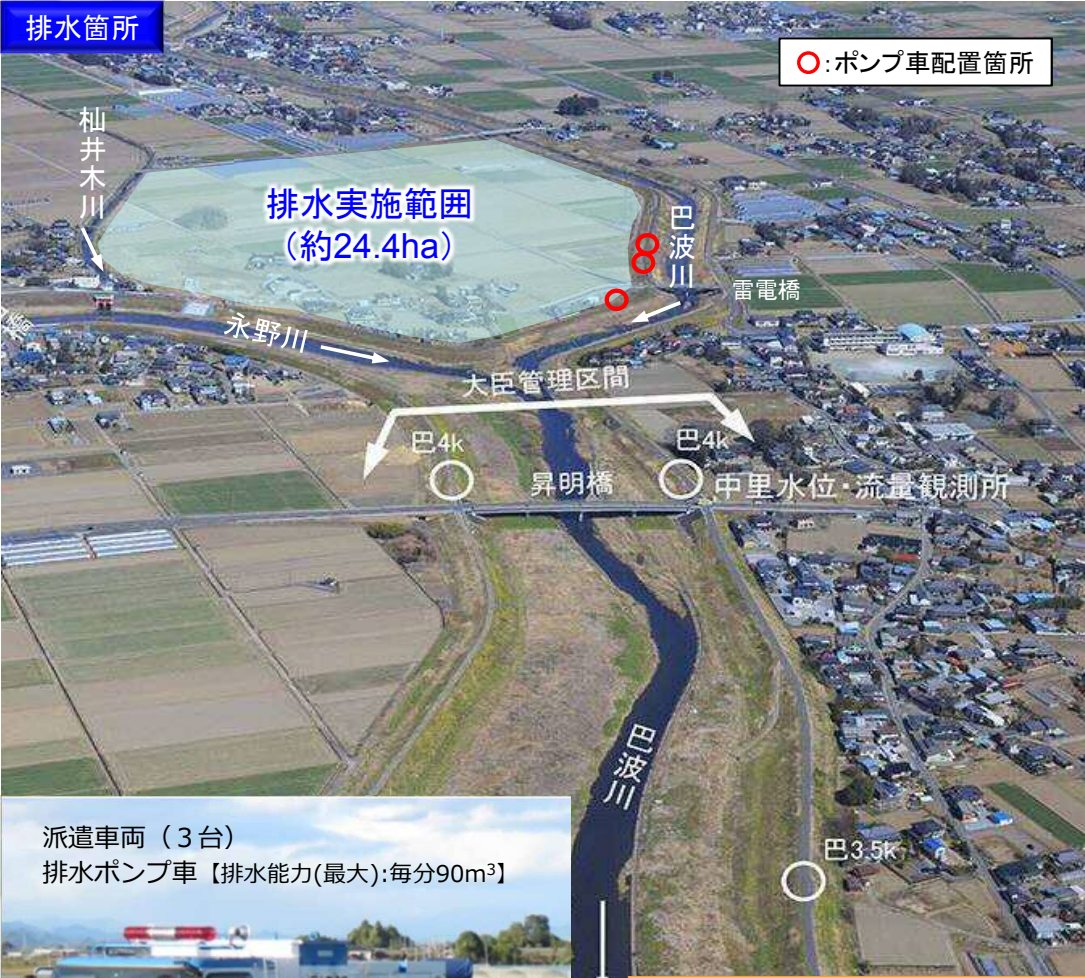 排水箇所
〇:ポンプ車配置箇所
杣井木川
排水実施範囲
(約24.4ha)
巴波川
雷電橋
永野川
大臣管理区間
巴4k
巴4k
昇明橋
中里水位・流量観測所
巴波川
巴3.5k
派遣車両（３台）
排水ポンプ車【排水能力(最大):毎分90m³】